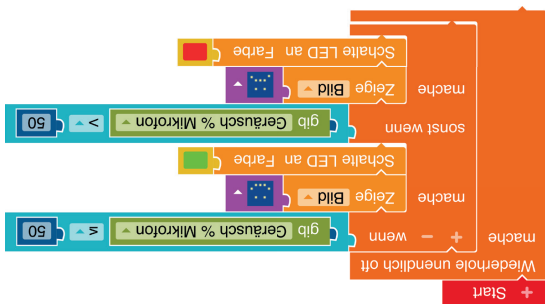 + Start
Wiederhole unendlich oft
mache + − wenn gib Geräusch % Mikrofon ≤ 50
mache Zeige Bild
Schalte LED an Farbe
sonst wenn gib Geräusch % Mikrofon > 50
mache Zeige Bild
Schalte LED an Farbe